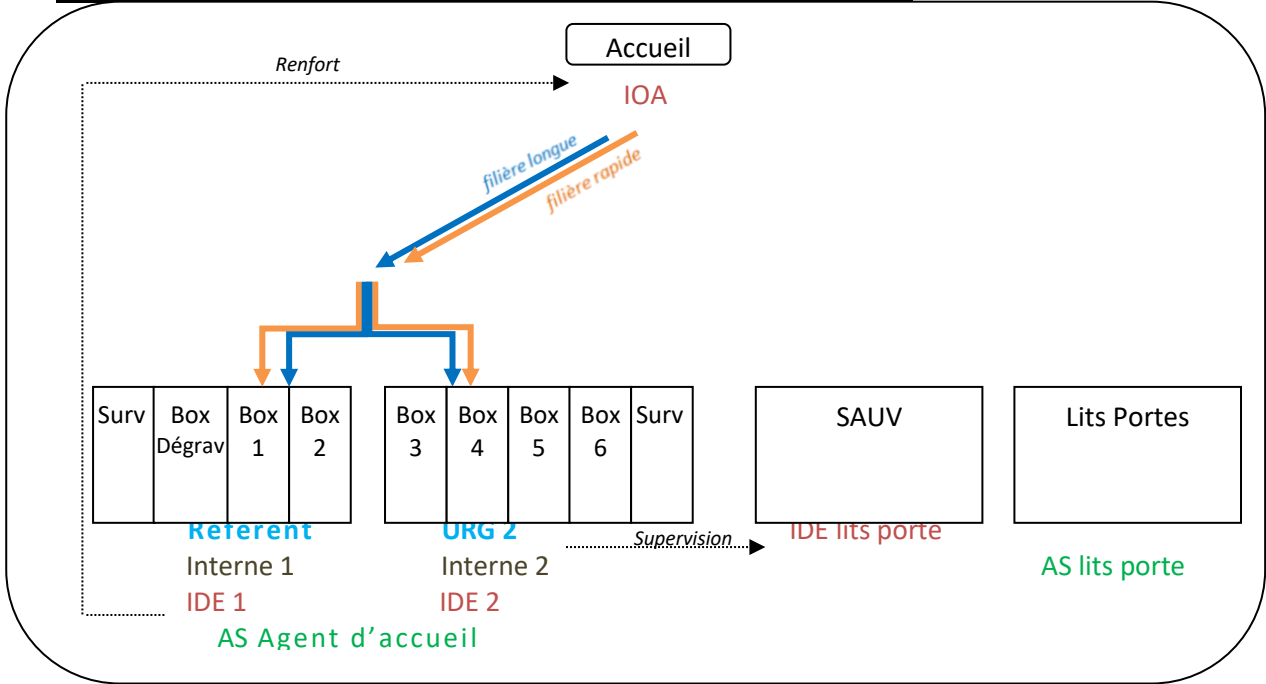 Accueil
Renfort
IOA
filière longue
filière rapide
Surv
Box
Dégrav
Box
1
Box
2
Box
3
Box
4
Box
5
Box
6
Surv
SAUV
Lits Portes
Référent
Interne 1
IDE 1
URG 2
Interne 2
IDE 2
AS Agent d’accueil
Supervision
IDE lits porte
AS lits porte